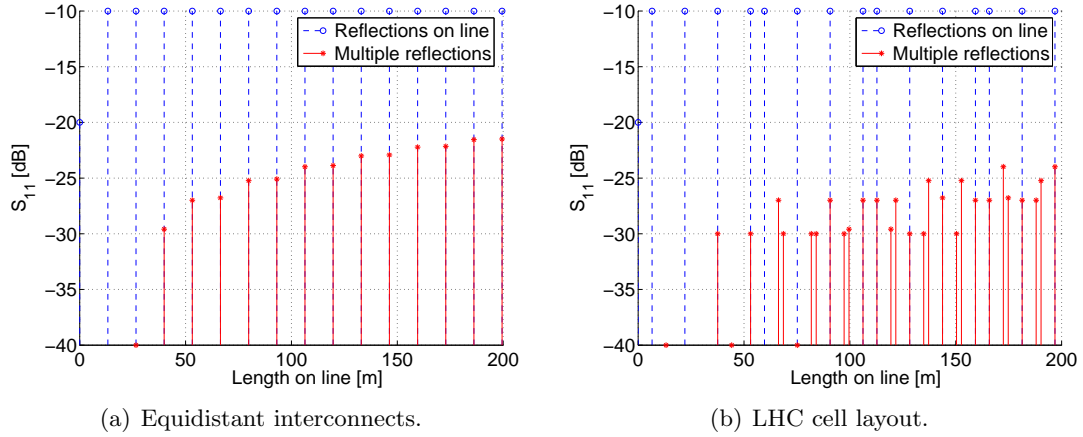 −10
−15
−20
−25
−30
−35
−40
S11 [dB]
0 50 100 150 200
Length on line [m]
Reflections on line
Multiple reflections
(a) Equidistant interconnects.
−10
−15
−20
−25
−30
−35
−40
S11 [dB]
0 50 100 150 200
Length on line [m]
Reflections on line
Multiple reflections
(b) LHC cell layout.